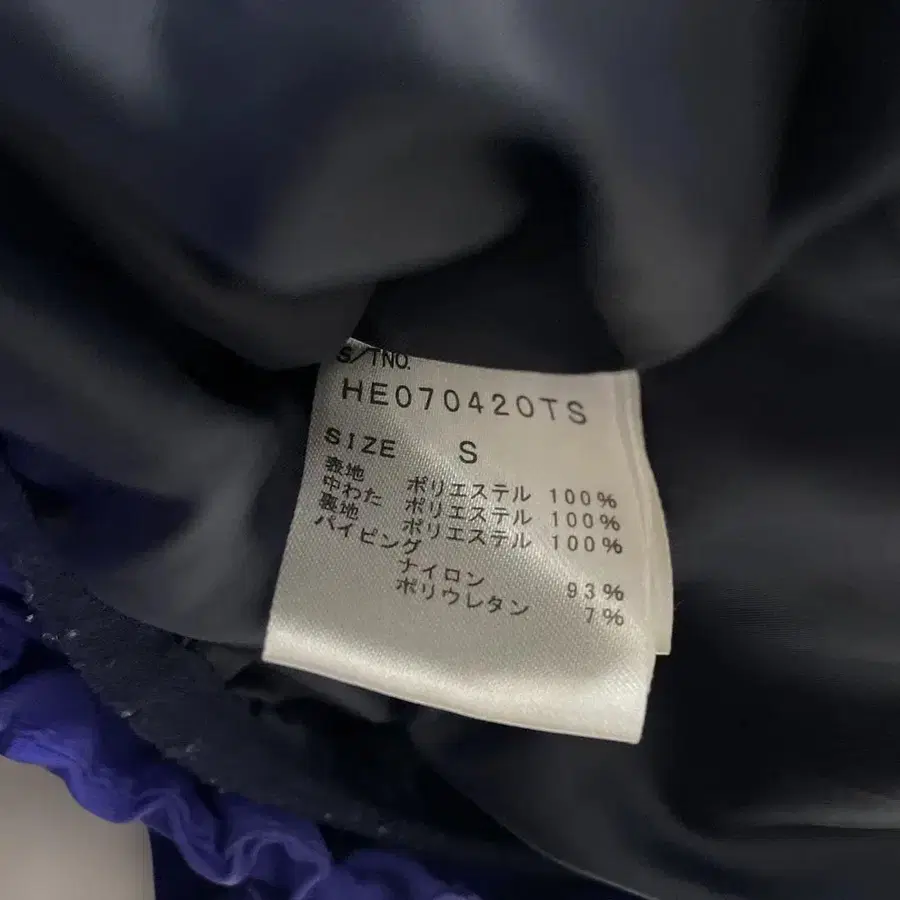 S/TNO.
HE070420TS
SIZE S
表地 ポリエステル 100%
中わた ポリエステル 100%
裏地 ポリエステル 100%
パイピング
ナイロン 93%
ポリウレタン 7%